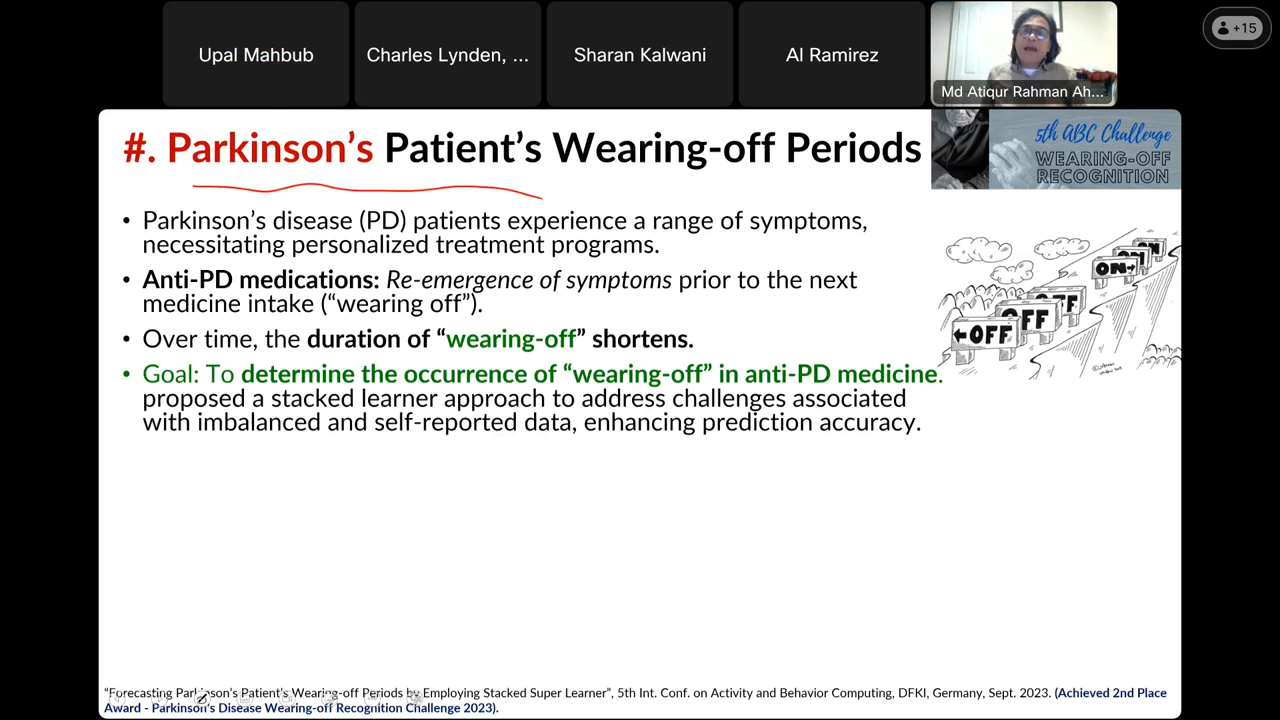 Upal Mahbub
Charles Lynden, ...
Sharan Kalwani
Al Ramirez
Md Atiqur Rahman Ah...
+15
#. Parkinson’s Patient’s Wearing-off Periods
5th ABC Challenge
WEARING-OFF
RECOGNITION
• Parkinson’s disease (PD) patients experience a range of symptoms,
necessitating personalized treatment programs.
• Anti-PD medications: Re-emergence of symptoms prior to the next
medicine intake (“wearing off”).
• Over time, the duration of “wearing-off” shortens.
• Goal: To determine the occurrence of “wearing-off” in anti-PD medicine.
proposed a stacked learner approach to address challenges associated
with imbalanced and self-reported data, enhancing prediction accuracy.
ON
ON→
OFF
OFF
←OFF
“Forecasting Parkinson’s Patient’s Wearing-off Periods by Employing Stacked Super Learner”, 5th Int. Conf. on Activity and Behavior Computing, DFKI, Germany, Sept. 2023. (Achieved 2nd Place
Award - Parkinson’s Disease Wearing-off Recognition Challenge 2023).